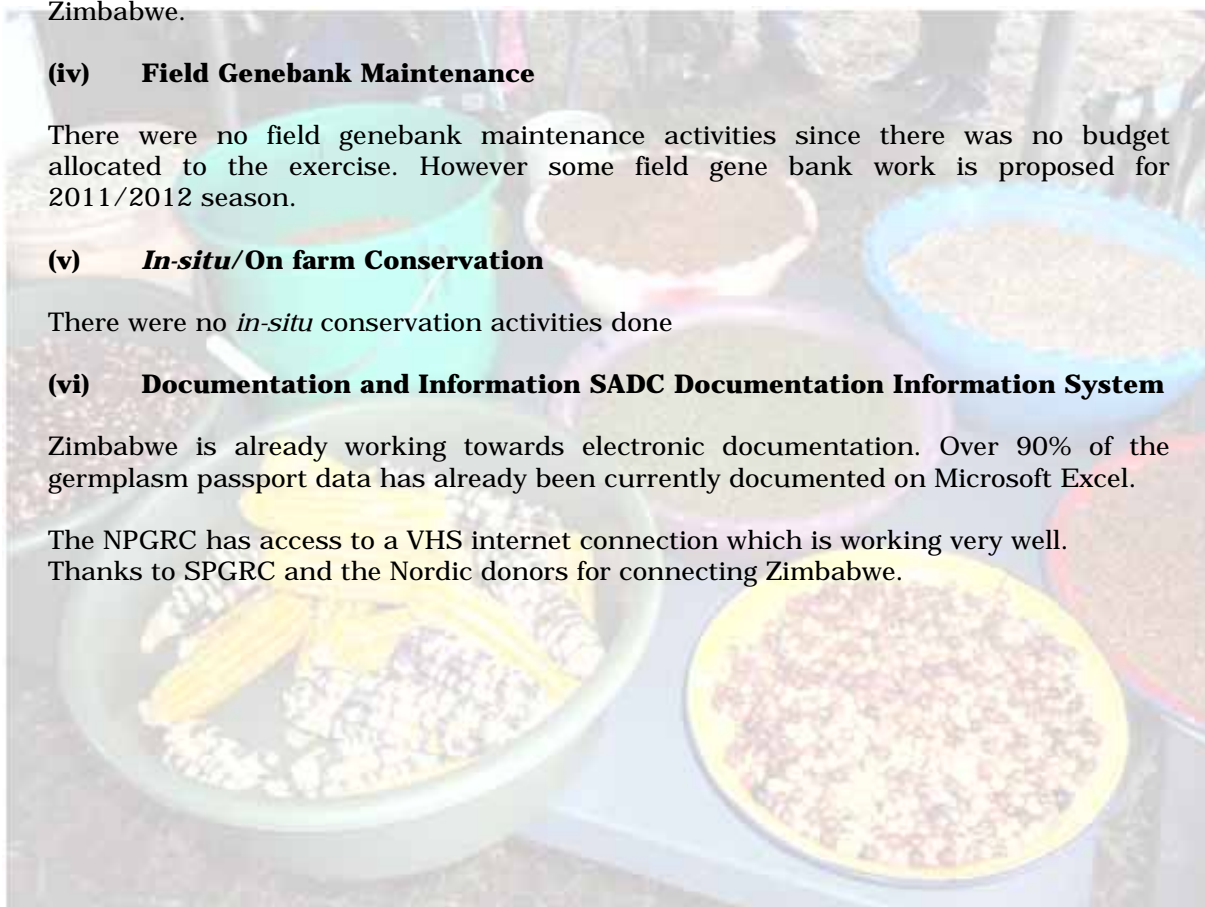 Zimbabwe.
(iv) Field Genebank Maintenance
There were no field genebank maintenance activities since there was no budget
allocated to the exercise. However some field gene bank work is proposed for
2011/2012 season.
(v) In-situ/On farm Conservation
There were no in-situ conservation activities done
(vi) Documentation and Information SADC Documentation Information System
Zimbabwe is already working towards electronic documentation. Over 90% of the
germplasm passport data has already been currently documented on Microsoft Excel.
The NPGRC has access to a VHS internet connection which is working very well.
Thanks to SPGRC and the Nordic donors for connecting Zimbabwe.